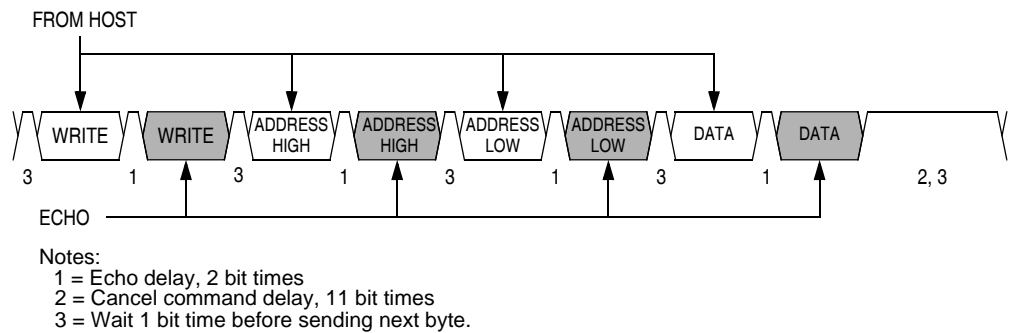 FROM HOST
WRITE WRITE ADDRESS HIGH ADDRESS HIGH ADDRESS LOW ADDRESS LOW DATA DATA
3 1 3 1 3 1 3 1 2, 3
ECHO
Notes:
1 = Echo delay, 2 bit times
2 = Cancel command delay, 11 bit times
3 = Wait 1 bit time before sending next byte.